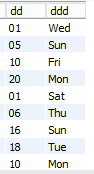 dd ddd
01 Wed
05 Sun
10 Fri
20 Mon
01 Sat
06 Thu
16 Sun
18 Tue
10 Mon